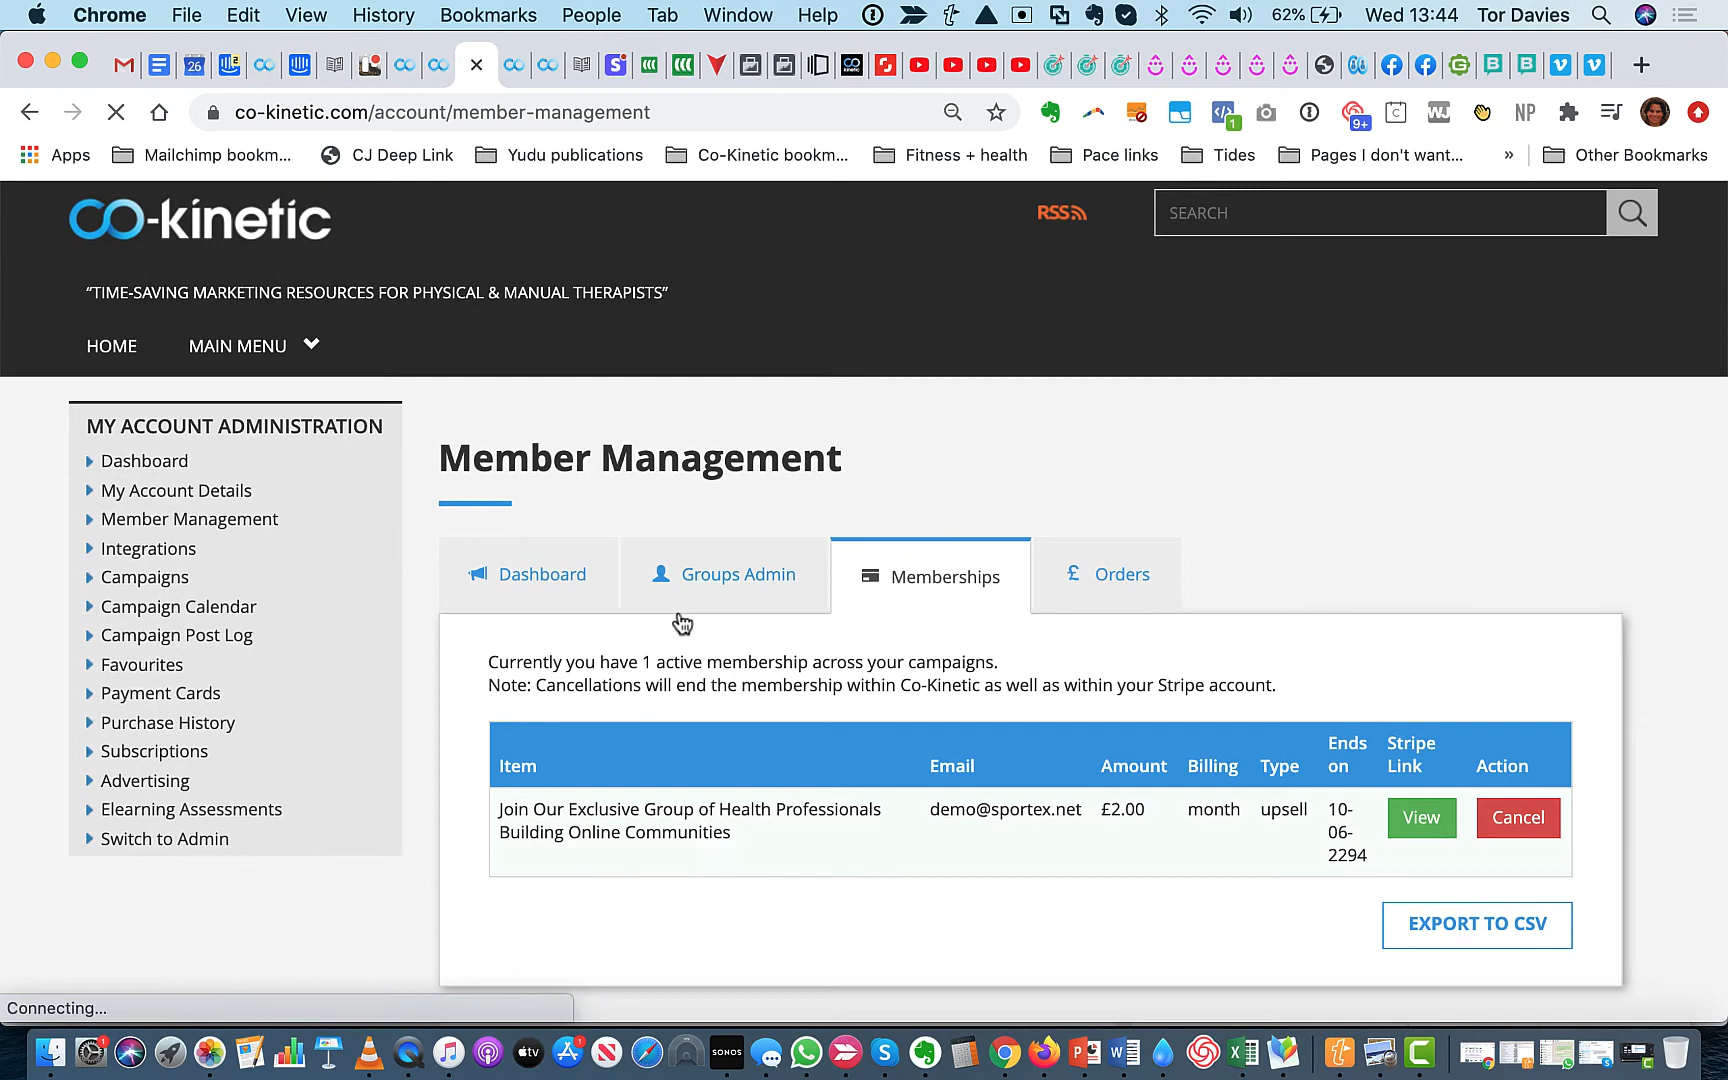 Chrome File Edit View History Bookmarks People Tab Window Help 62% Wed 13:44 Tor Davies
co-kinetic.com/account/member-management
Apps Mailchimp bookm... CJ Deep Link Yudu publications Co-Kinetic bookm... Fitness + health Pace links Tides Pages I don't want... » Other Bookmarks
co-kinetic
RSS
SEARCH
“TIME-SAVING MARKETING RESOURCES FOR PHYSICAL & MANUAL THERAPISTS”
HOME MAIN MENU
MY ACCOUNT ADMINISTRATION
Dashboard
My Account Details
Member Management
Integrations
Campaigns
Campaign Calendar
Campaign Post Log
Favourites
Payment Cards
Purchase History
Subscriptions
Advertising
Elearning Assessments
Switch to Admin
Member Management
Dashboard Groups Admin Memberships £ Orders
Currently you have 1 active membership across your campaigns.
Note: Cancellations will end the membership within Co-Kinetic as well as within your Stripe account.
Item Email Amount Billing Type Ends on Stripe Link Action
Join Our Exclusive Group of Health Professionals
Building Online Communities
demo@sportex.net £2.00 month upsell
10-
06-
2294
View Cancel
EXPORT TO CSV
Connecting...